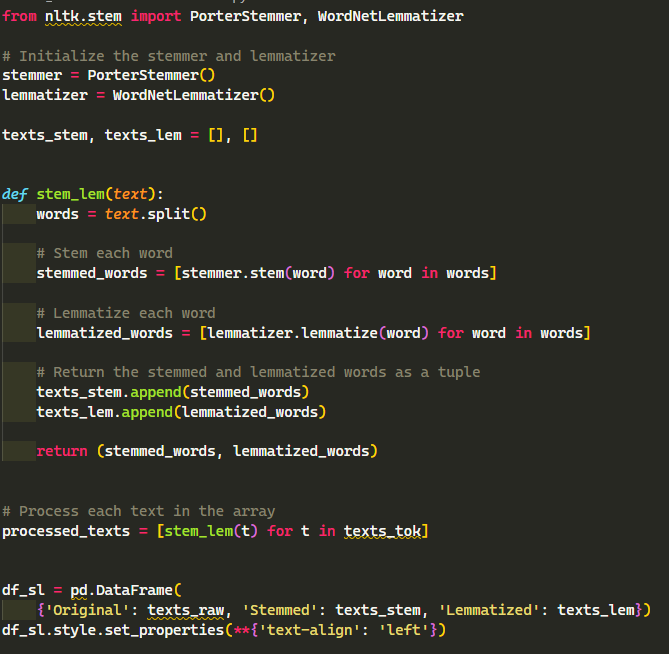 from nltk.stem import PorterStemmer, WordNetLemmatizer
# Initialize the stemmer and lemmatizer
stemmer = PorterStemmer()
lemmatizer = WordNetLemmatizer()
texts_stem, texts_lem = [], []
def stem_lem(text):
    words = text.split()
    # Stem each word
    stemmed_words = [stemmer.stem(word) for word in words]
    # Lemmatize each word
    lemmatized_words = [lemmatizer.lemmatize(word) for word in words]
    # Return the stemmed and lemmatized words as a tuple
    texts_stem.append(stemmed_words)
    texts_lem.append(lemmatized_words)
    return (stemmed_words, lemmatized_words)
# Process each text in the array
processed_texts = [stem_lem(t) for t in texts_tok]
df_sl = pd.DataFrame(
    {'Original': texts_raw, 'Stemmed': texts_stem, 'Lemmatized': texts_lem})
df_sl.style.set_properties(**{'text-align': 'left'})